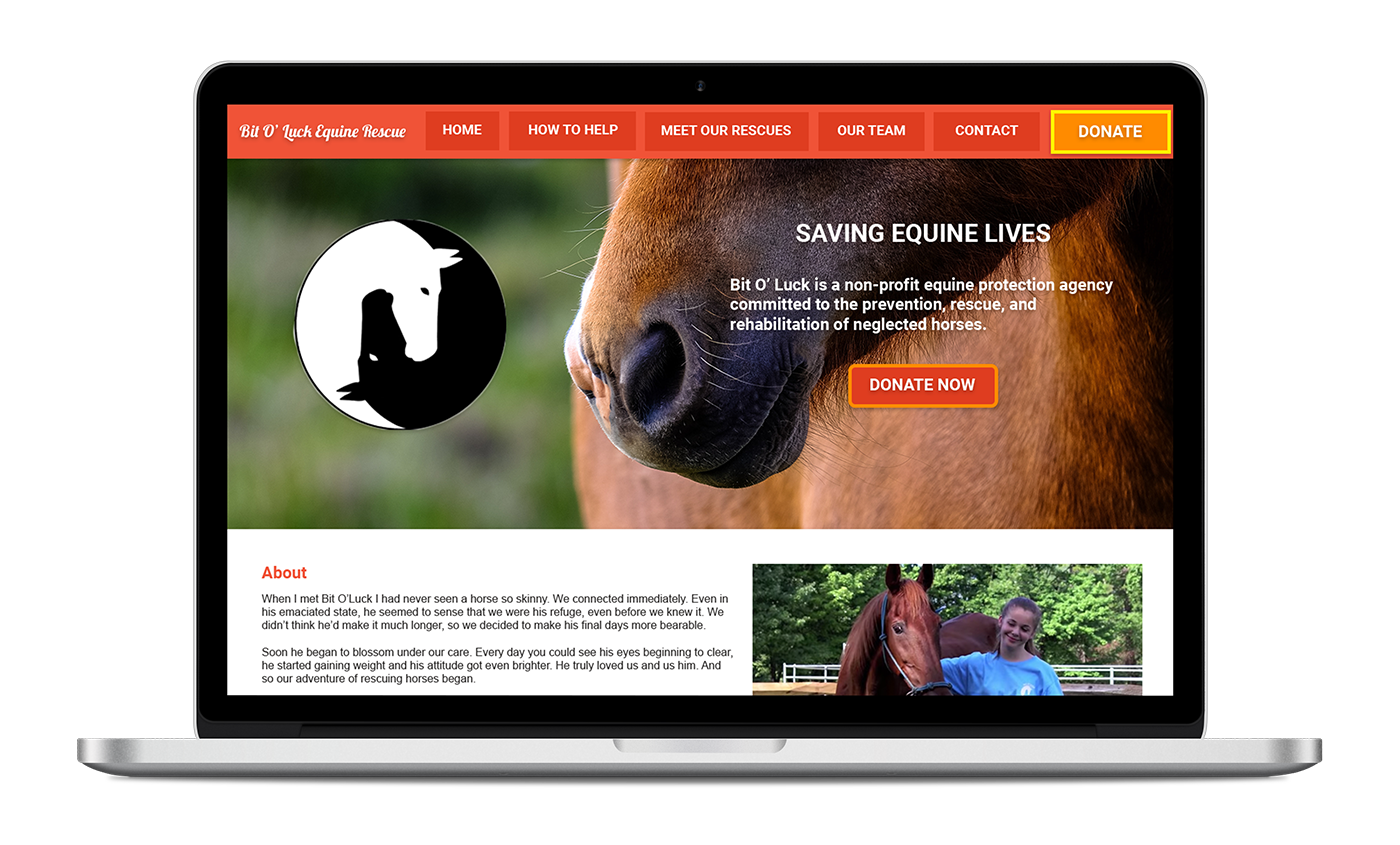 Bit O' Luck Equine Rescue
HOME
HOW TO HELP
MEET OUR RESCUES
OUR TEAM
CONTACT
DONATE
SAVING EQUINE LIVES
Bit O' Luck is a non-profit equine protection agency
committed to the prevention, rescue, and
rehabilitation of neglected horses.
DONATE NOW
About
When I met Bit O'Luck I had never seen a horse so skinny. We connected immediately. Even in
his emaciated state, he seemed to sense that we were his refuge, even before we knew it. We
didn't think he'd make it much longer, so we decided to make his final days more bearable.
Soon he began to blossom under our care. Every day you could see his eyes beginning to clear,
he started gaining weight and his attitude got even brighter. He truly loved us and us him. And
so our adventure of rescuing horses began.